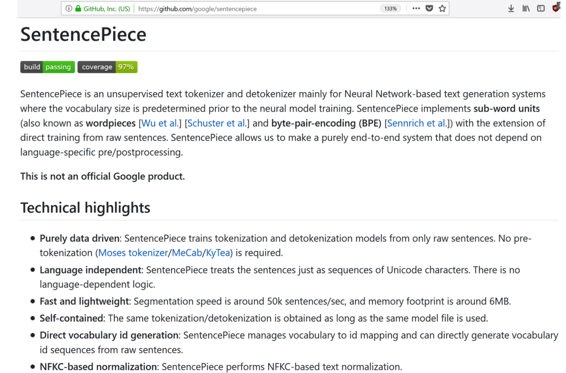 GitHub, Inc. (US) https://github.com/google/sentencepiece 133%
SentencePiece
build passing coverage 97%
SentencePiece is an unsupervised text tokenizer and detokenizer mainly for Neural Network-based text generation systems
where the vocabulary size is predetermined prior to the neural model training. SentencePiece implements sub-word units
(also known as wordpieces [Wu et al.] [Schuster et al.] and byte-pair-encoding (BPE) [Sennrich et al.]) with the extension of
direct training from raw sentences. SentencePiece allows us to make a purely end-to-end system that does not depend on
language-specific pre/postprocessing.
This is not an official Google product.
Technical highlights
• Purely data driven: SentencePiece trains tokenization and detokenization models from only raw sentences. No pre-
tokenization (Moses tokenizer/MeCab/KyTea) is required.
• Language independent: SentencePiece treats the sentences just as sequences of Unicode characters. There is no
language-dependent logic.
• Fast and lightweight: Segmentation speed is around 50k sentences/sec, and memory footprint is around 6MB.
• Self-contained: The same tokenization/detokenization is obtained as long as the same model file is used.
• Direct vocabulary id generation: SentencePiece manages vocabulary to id mapping and can directly generate vocabulary
id sequences from raw sentences.
• NFKC-based normalization: SentencePiece performs NFKC-based text normalization.